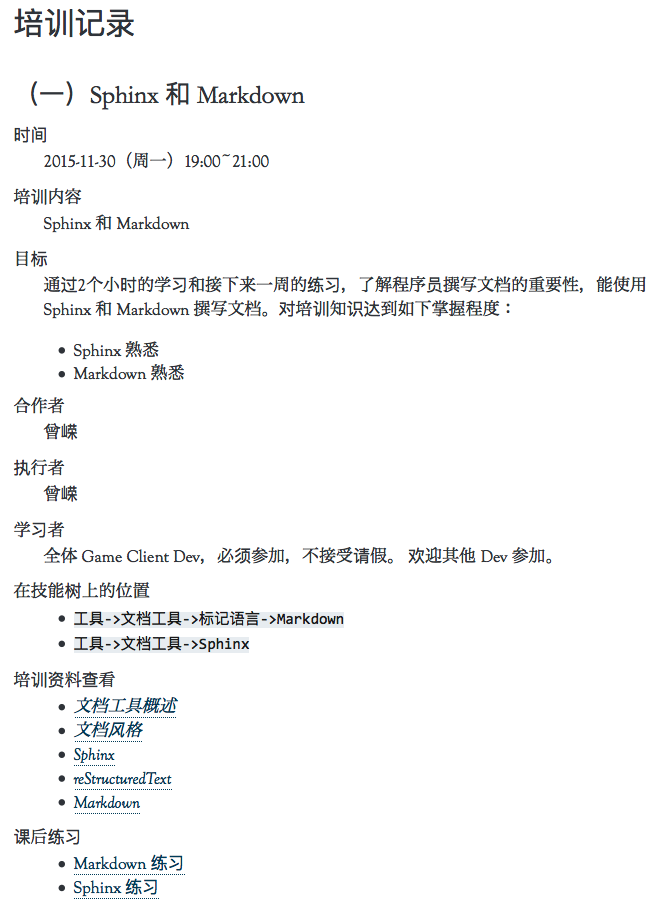 培训记录
（一）Sphinx 和 Markdown
时间
2015-11-30（周一）19:00~21:00
培训内容
Sphinx 和 Markdown
目标
通过2个小时的学习和接下来一周的练习，了解程序员撰写文档的重要性，能使用
Sphinx 和 Markdown 撰写文档。对培训知识达到如下掌握程度：
• Sphinx 熟悉
• Markdown 熟悉
合作者
曾嵘
执行者
曾嵘
学习者
全体 Game Client Dev，必须参加，不接受请假。 欢迎其他 Dev 参加。
在技能树上的位置
• 工具->文档工具->标记语言->Markdown
• 工具->文档工具->Sphinx
培训资料查看
• 文档工具概述
• 文档风格
• Sphinx
• reStructuredText
• Markdown
课后练习
• Markdown 练习
• Sphinx 练习